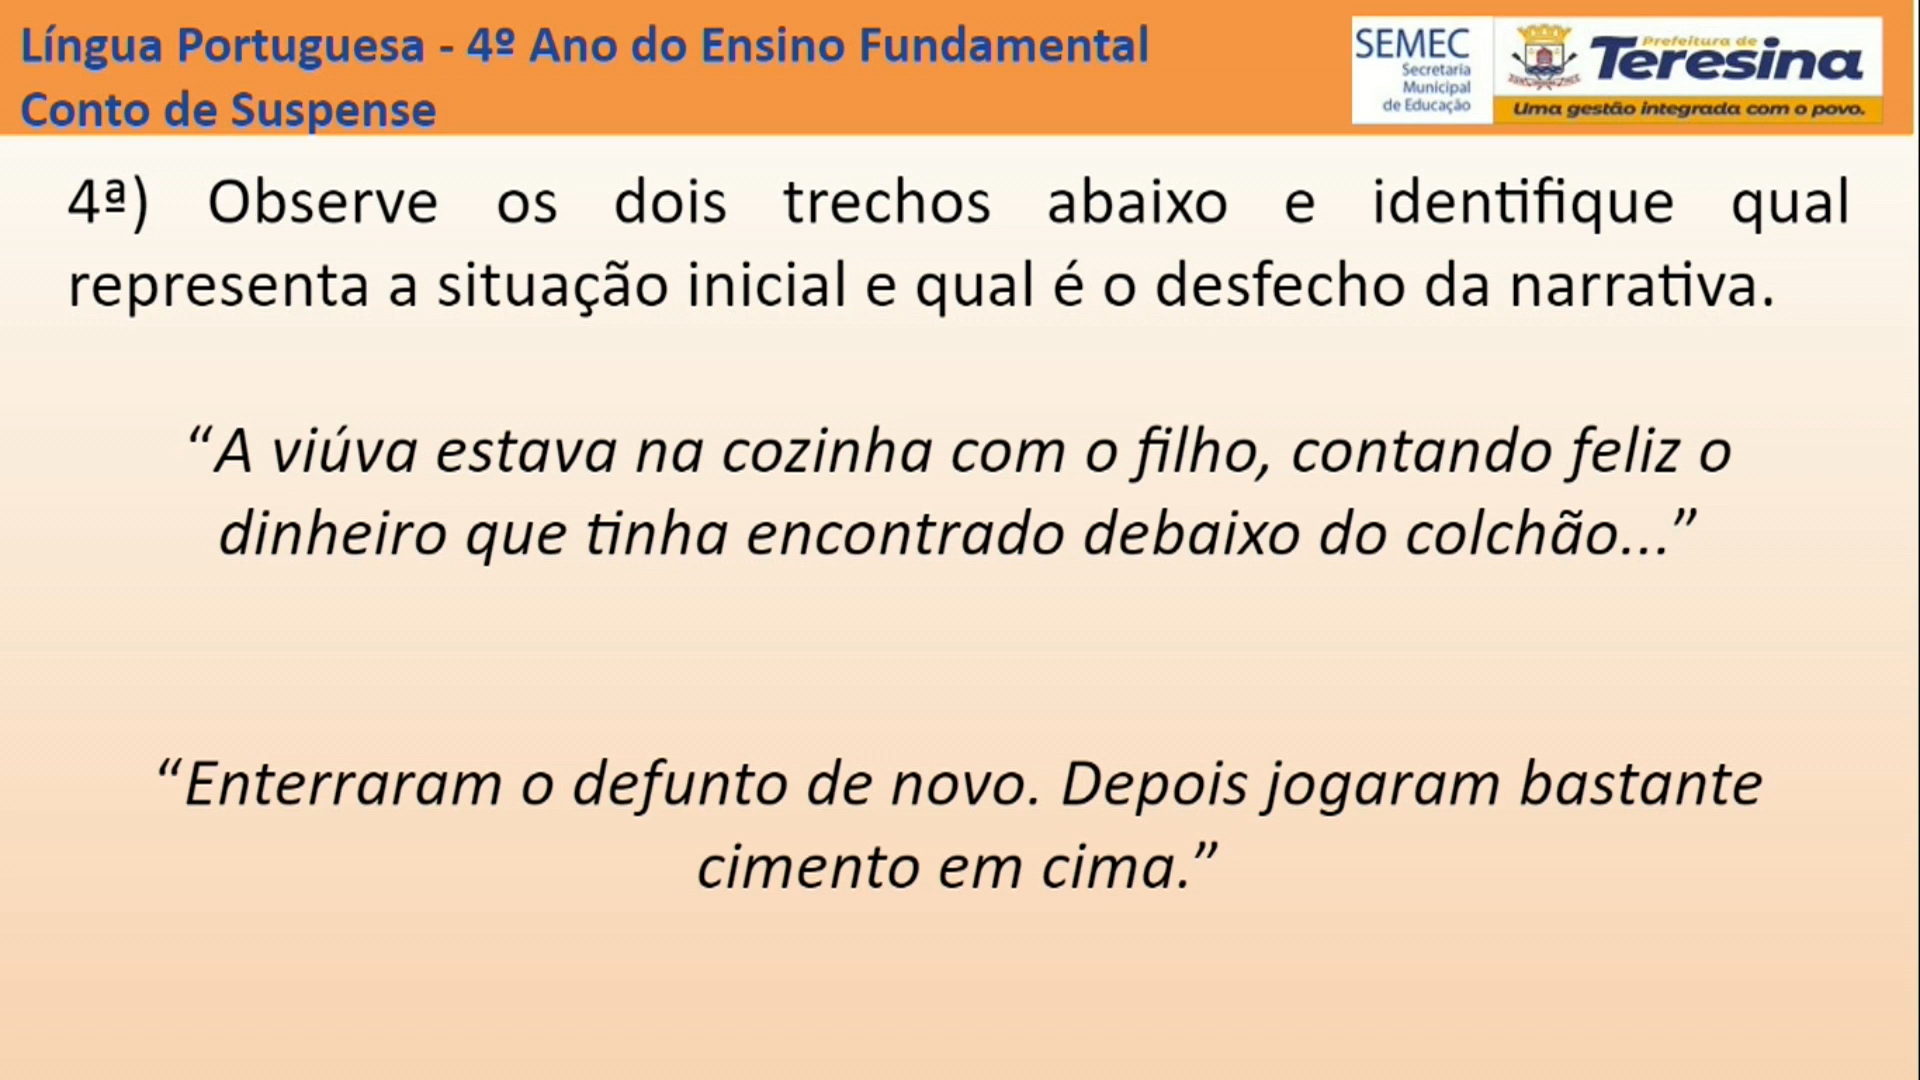 Língua Portuguesa - 4º Ano do Ensino Fundamental
Conto de Suspense
SEMEC
Secretaria
Municipal
de Educação
Prefeitura de
Teresina
Uma gestão integrada com o povo.
4ª) Observe os dois trechos abaixo e identifique qual
representa a situação inicial e qual é o desfecho da narrativa.
“A viúva estava na cozinha com o filho, contando feliz o
dinheiro que tinha encontrado debaixo do colchão...”
“Enterraram o defunto de novo. Depois jogaram bastante
cimento em cima.”